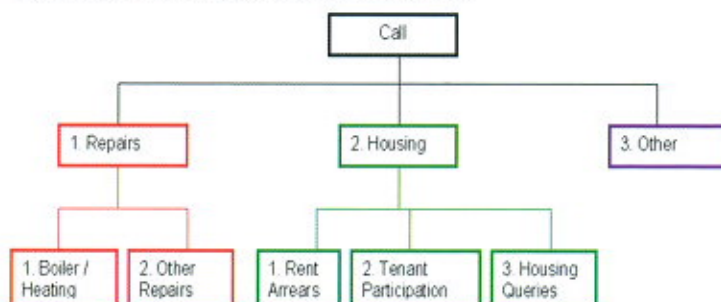 Call
1. Repairs
2. Housing
3. Other
1. Boiler /
Heating
2. Other
Repairs
1. Rent
Arrears
2. Tenant
Participation
3. Housing
Queries